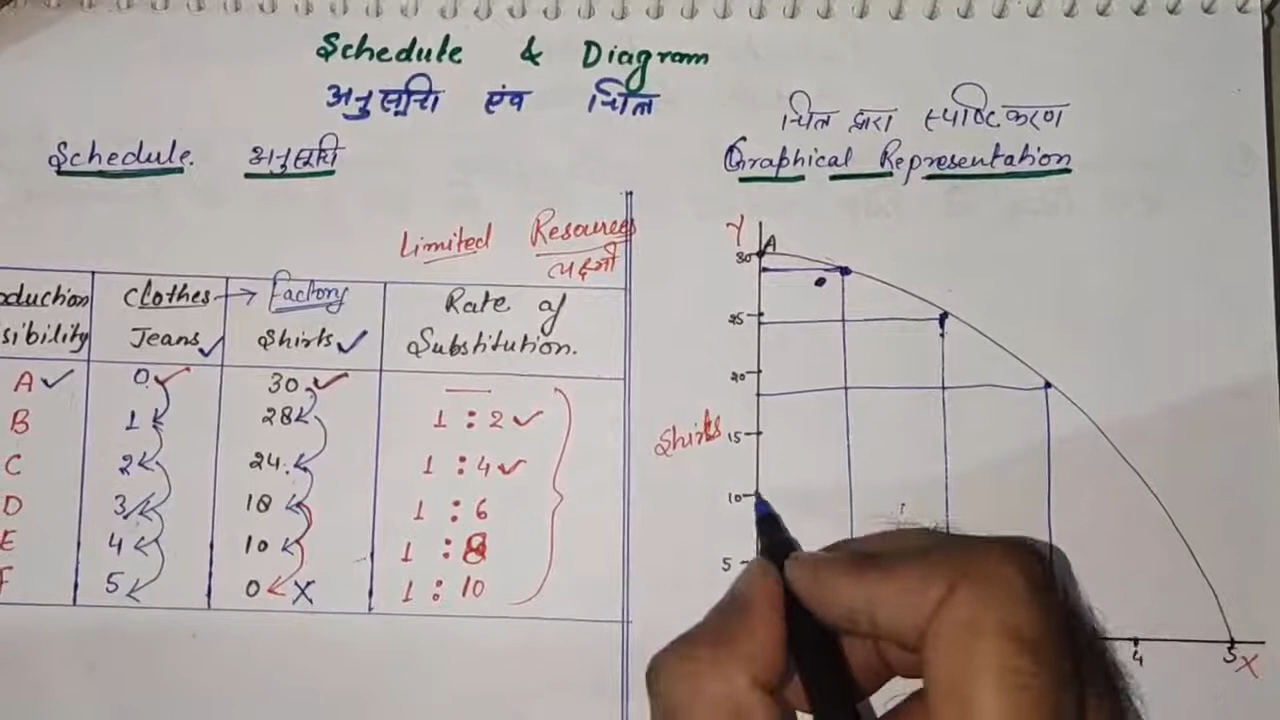 Schedule & Diagram
अनुसूचि एंव चित्र
Schedule. अनुसूचि
चित्र द्वारा स्पष्टिकरण
Graphical Representation
Limited Resources
oduction sibility Clothes → Factory Rate of Substitution.
Jeans Shirts
A 0 30 —
B 1 28 1 : 2
C 2 24 1 : 4
D 3 18 1 : 6
E 4 10 1 : 8
F 5 0 X 1 : 10
Y
A
30
25
20
Shirts 15
10
5
4 5 X